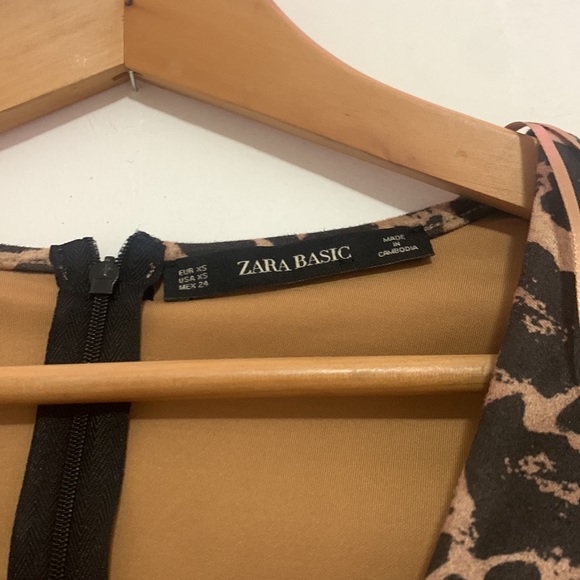 EUR XS
USA XS
MEX 24
ZARA BASIC
MADE
IN
CAMBODIA